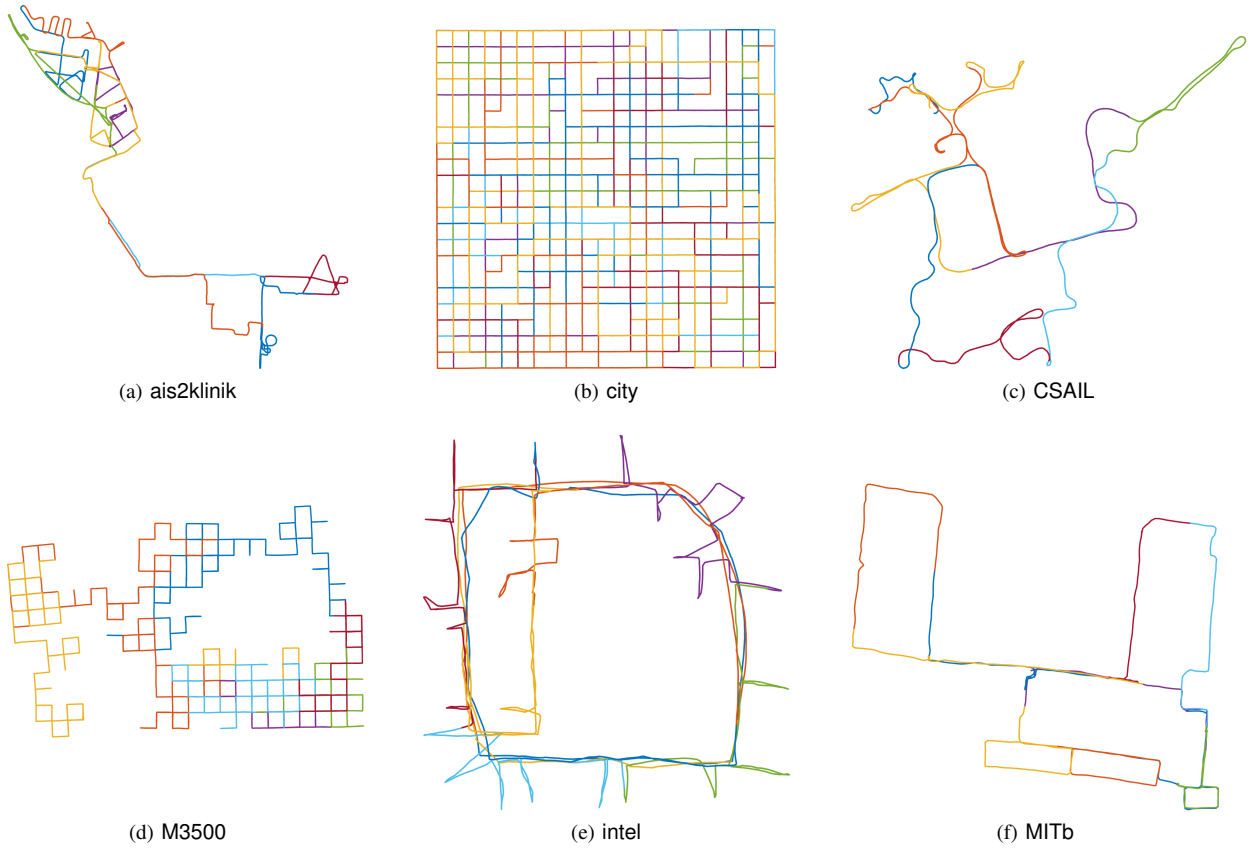 (a) ais2klinik
(b) city
(c) CSAIL
(d) M3500
(e) intel
(f) MITb